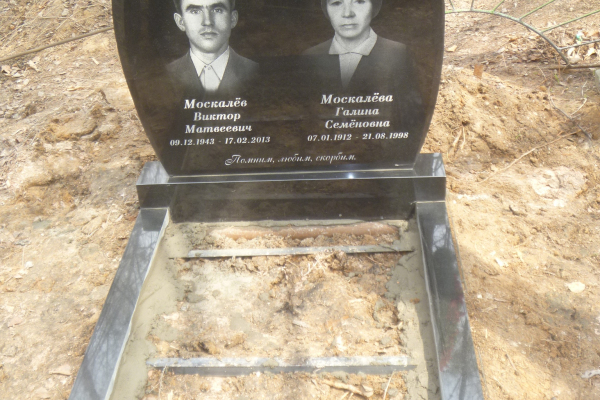 Москалёв
Виктор
Матвеевич
09.12.1943 - 17.02.2013
Москалёва
Галина
Семёновна
07.01.1912 - 21.08.1998
Помним, любим, скорбим.